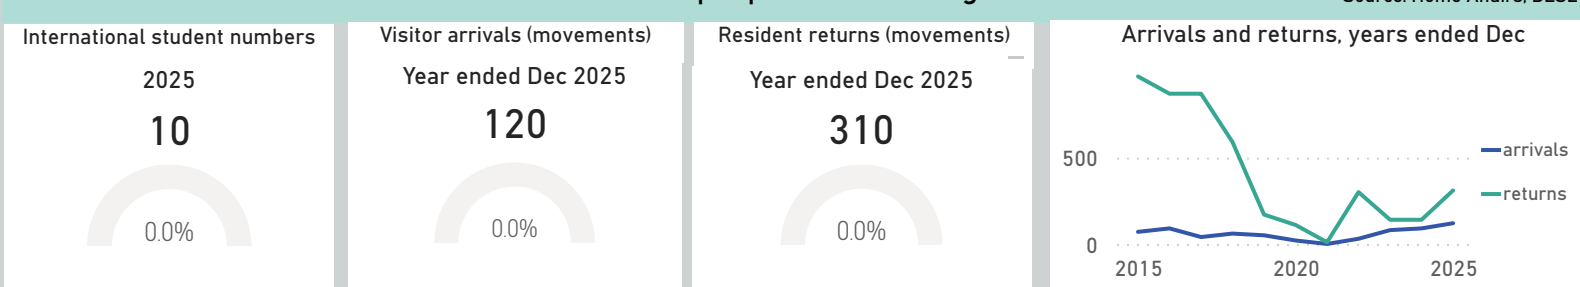 International student numbers
2025
10
0.0%
Visitor arrivals (movements)
Year ended Dec 2025
120
0.0%
Resident returns (movements)
Year ended Dec 2025
310
0.0%
Arrivals and returns, years ended Dec
500
0
2015
2020
2025
arrivals
returns